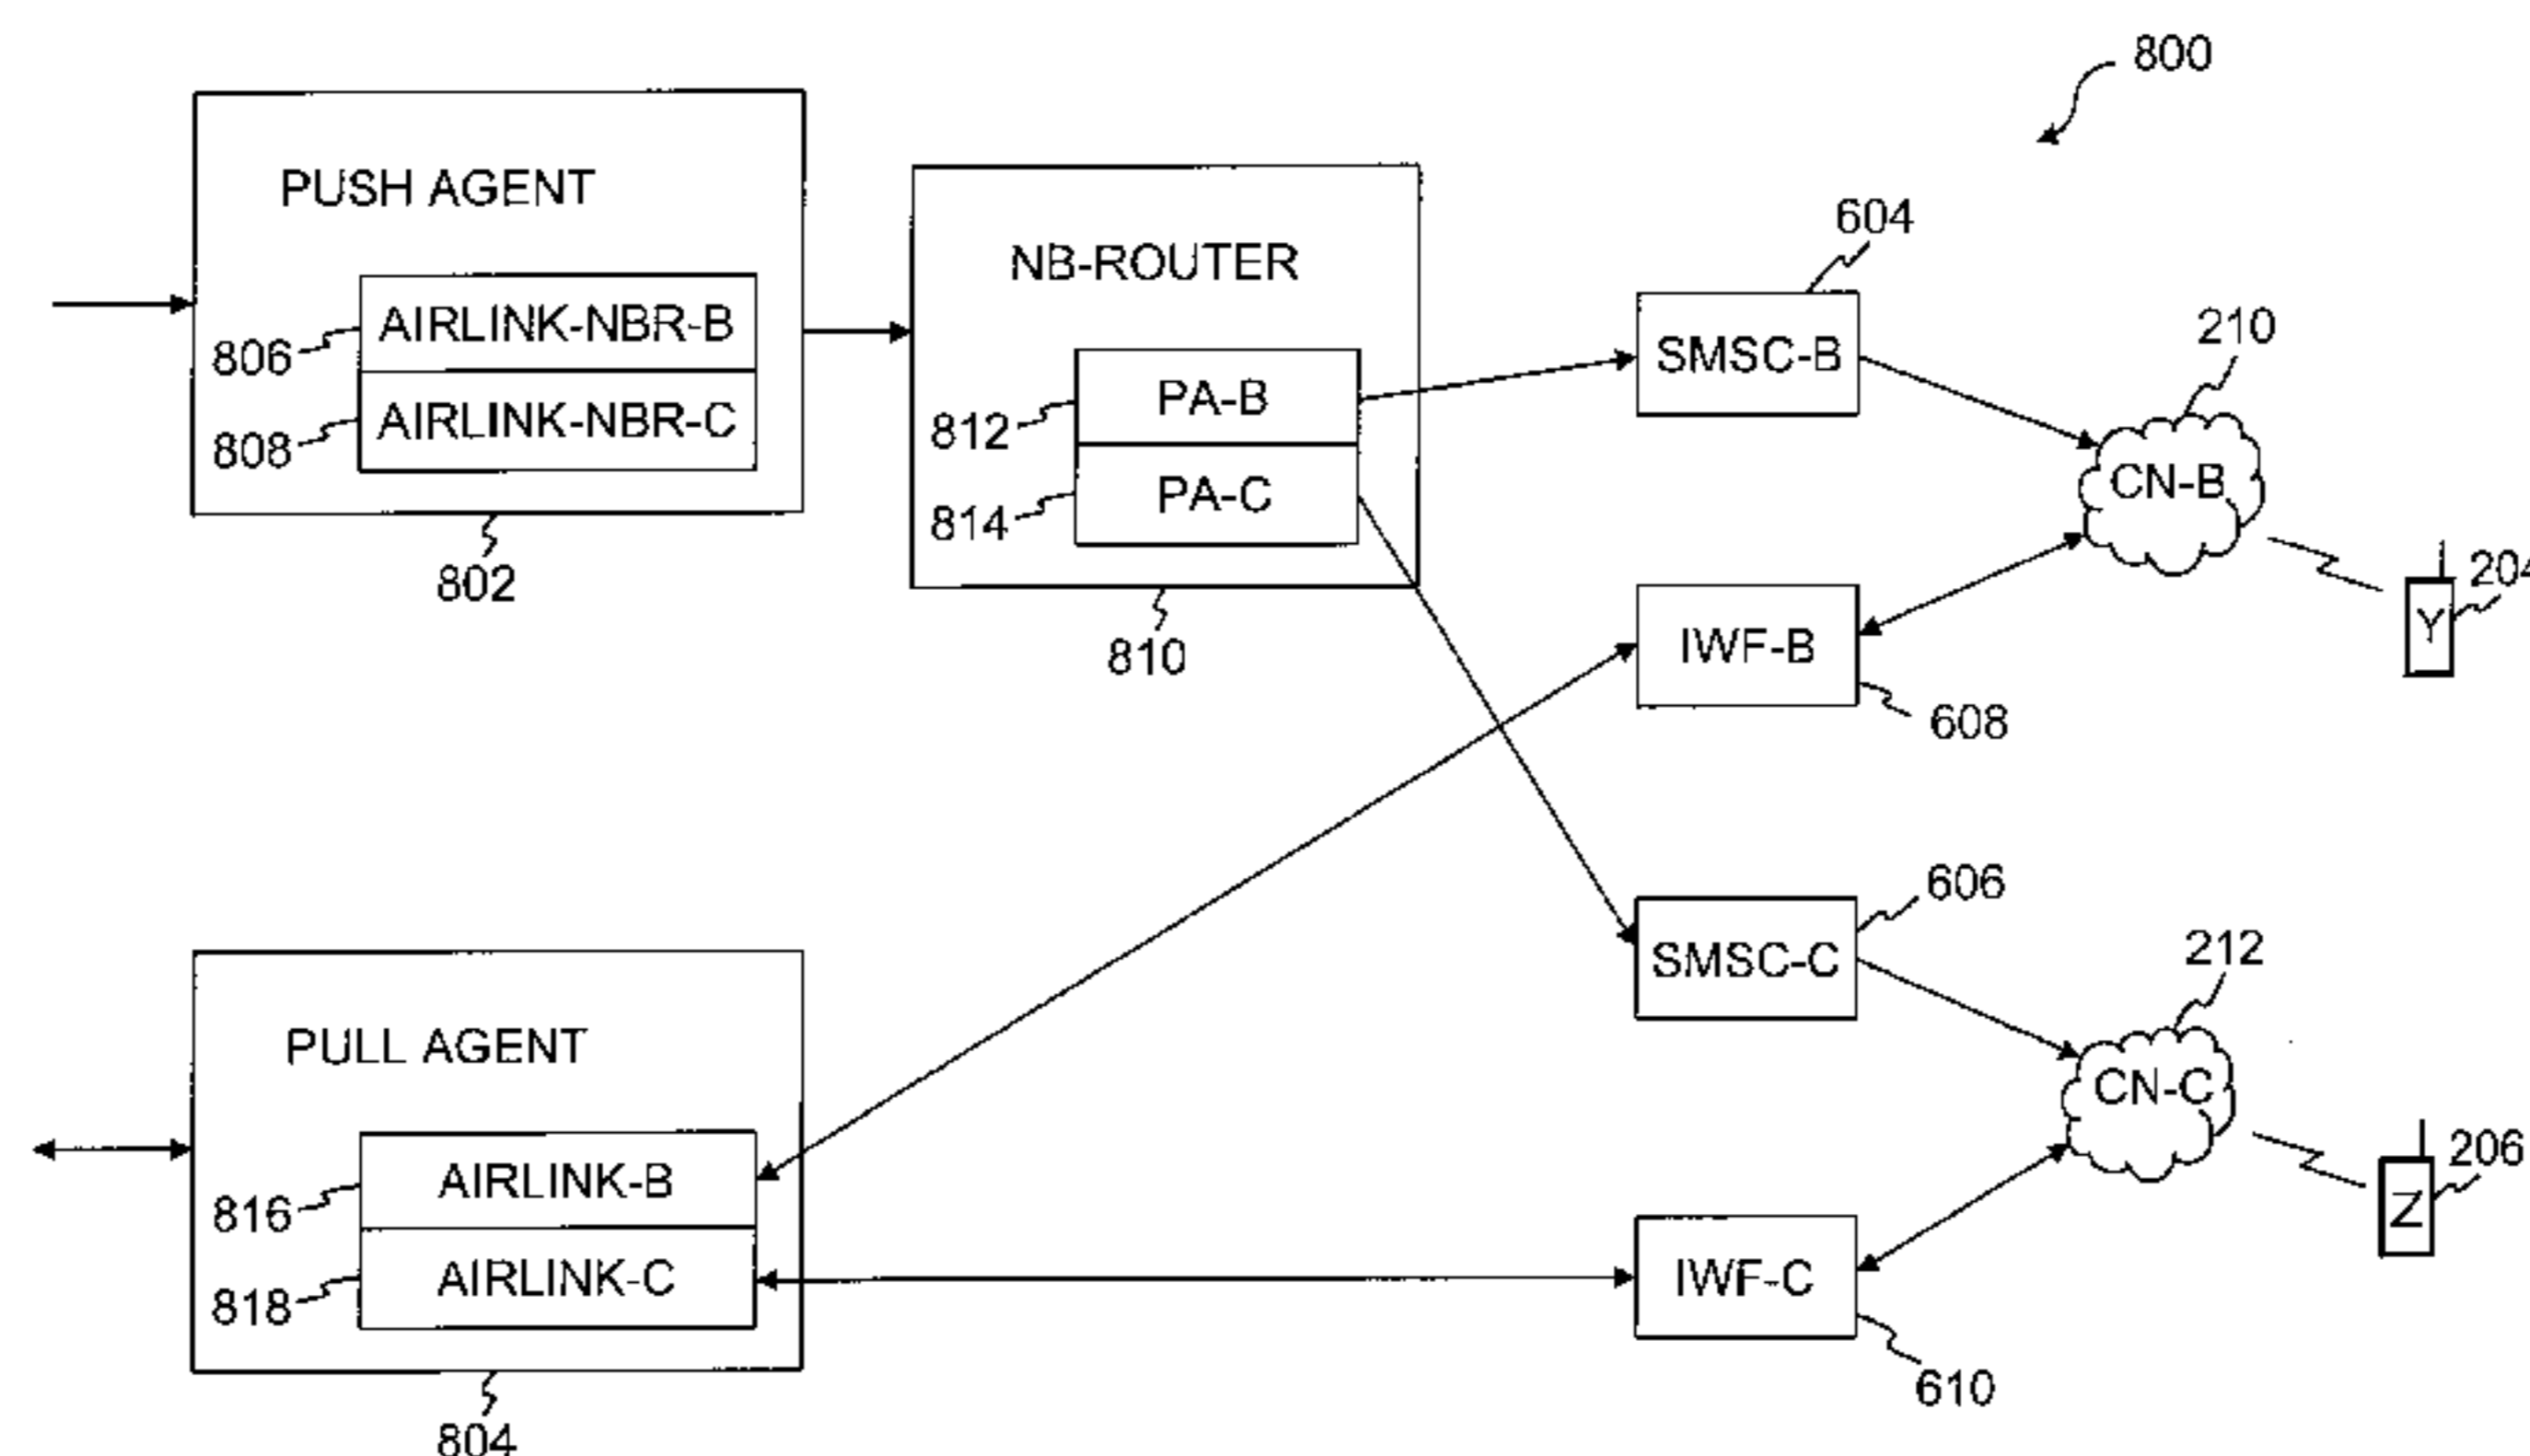 800
PUSH AGENT
AIRLINK-NBR-B
806
AIRLINK-NBR-C
808
802
NB-ROUTER
PA-B
812
PA-C
814
810
604
SMSC-B
210
CN-B
204
Y
IWF-B
608
606
SMSC-C
212
CN-C
206
Z
IWF-C
610
PULL AGENT
AIRLINK-B
816
AIRLINK-C
818
804